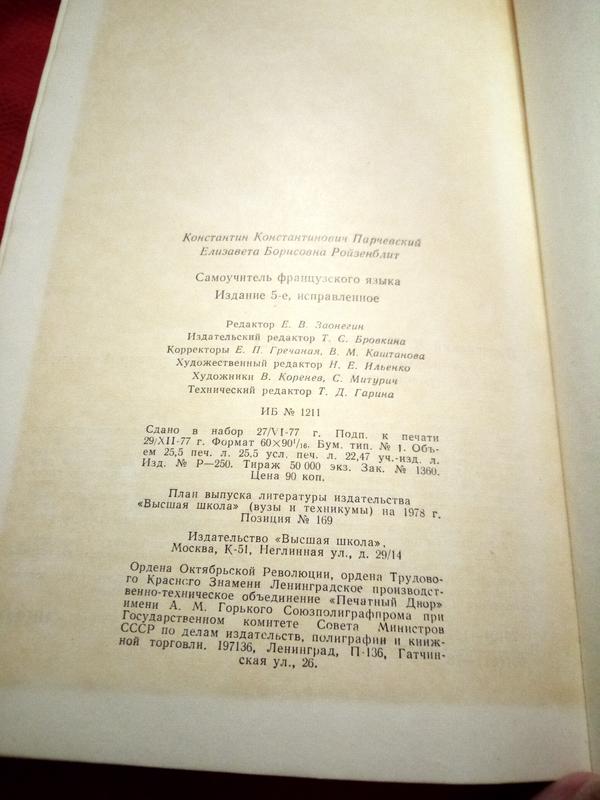 Константин Константинович Парчевский
Елизавета Борисовна Ройзенблит
Самоучитель французского языка
Издание 5-е, исправленное
Редактор Е. В. Заонегин
Издательский редактор Т. С. Бровкина
Корректоры Е. П. Гречаная, В. М. Каштанова
Художественный редактор Н. Е. Ильенко
Художники В. Коренев, С. Митурич
Технический редактор Т. Д. Гарина
ИБ № 1211
Сдано в набор 27/VI-77 г. Подп. к печати
29/XII-77 г. Формат 60×90¹/₁₆. Бум. тип. № 1. Объ-
ем 25,5 печ. л. 25,5 усл. печ. л. 22,47 уч.-изд. л.
Изд. № Р—250. Тираж 50 000 экз. Зак. № 1360.
Цена 90 коп.
План выпуска литературы издательства
«Высшая школа» (вузы и техникумы) на 1978 г.
Позиция № 169
Издательство «Высшая школа»,
Москва, К-51, Неглинная ул., д. 29/14
Ордена Октябрьской Революции, ордена Трудово-
го Красного Знамени Ленинградское производст-
венно-техническое объединение «Печатный Двор»
имени А. М. Горького Союзполиграфпрома при
Государственном комитете Совета Министров
СССР по делам издательств, полиграфии и книж-
ной торговли. 197136, Ленинград, П-136, Гатчин-
ская ул., 26.